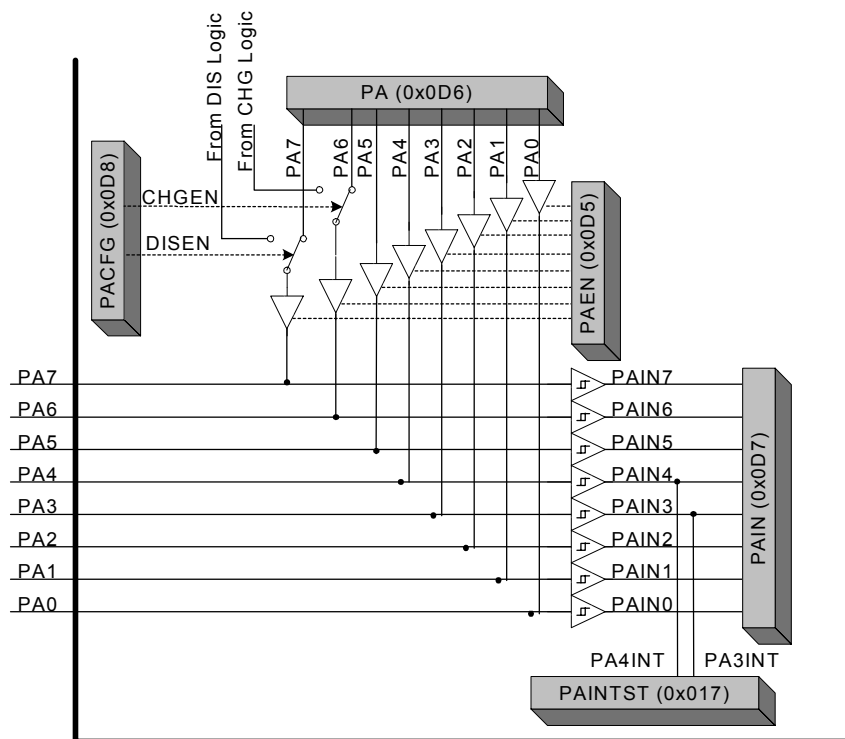 From DIS Logic
From CHG Logic
PA (0x0D6)
PA7
PA6
PA5
PA4
PA3
PA2
PA1
PA0
PACFG (0x0D8)
CHGEN
DISEN
PAEN (0x0D5)
PA7
PAIN7
PA6
PAIN6
PA5
PAIN5
PA4
PAIN4
PA3
PAIN3
PA2
PAIN2
PA1
PAIN1
PA0
PAIN0
PAIN (0x0D7)
PA4INT
PA3INT
PAINTST (0x017)